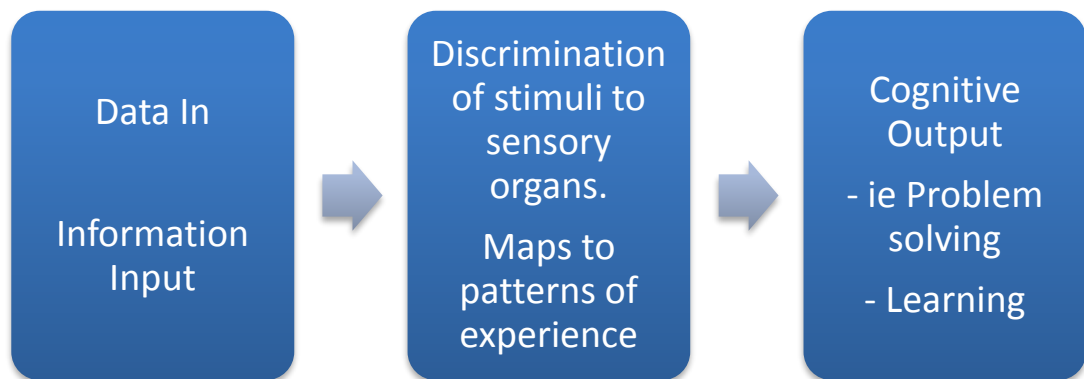 Data In
Information
Input
Discrimination
of stimuli to
sensory
organs.
Maps to
patterns of
experience
Cognitive
Output
- ie Problem
solving
- Learning